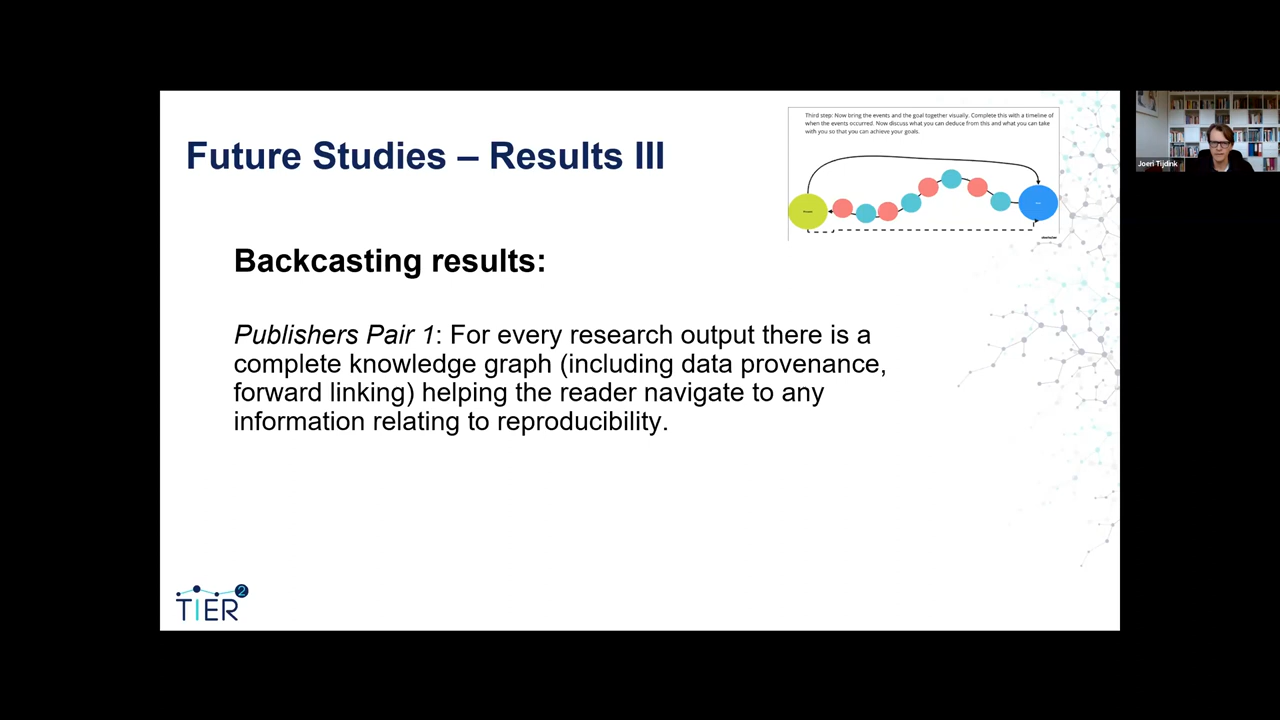 Third step: Now bring the events and the goal together visually. Complete this with a timeline of
when the events occurred. Now discuss what you can deduce from this and what you can take
with you so that you can achieve your goals.
Joeri Tijdink
Future Studies – Results III
Backcasting results:
Publishers Pair 1: For every research output there is a
complete knowledge graph (including data provenance,
forward linking) helping the reader navigate to any
information relating to reproducibility.
TIER2